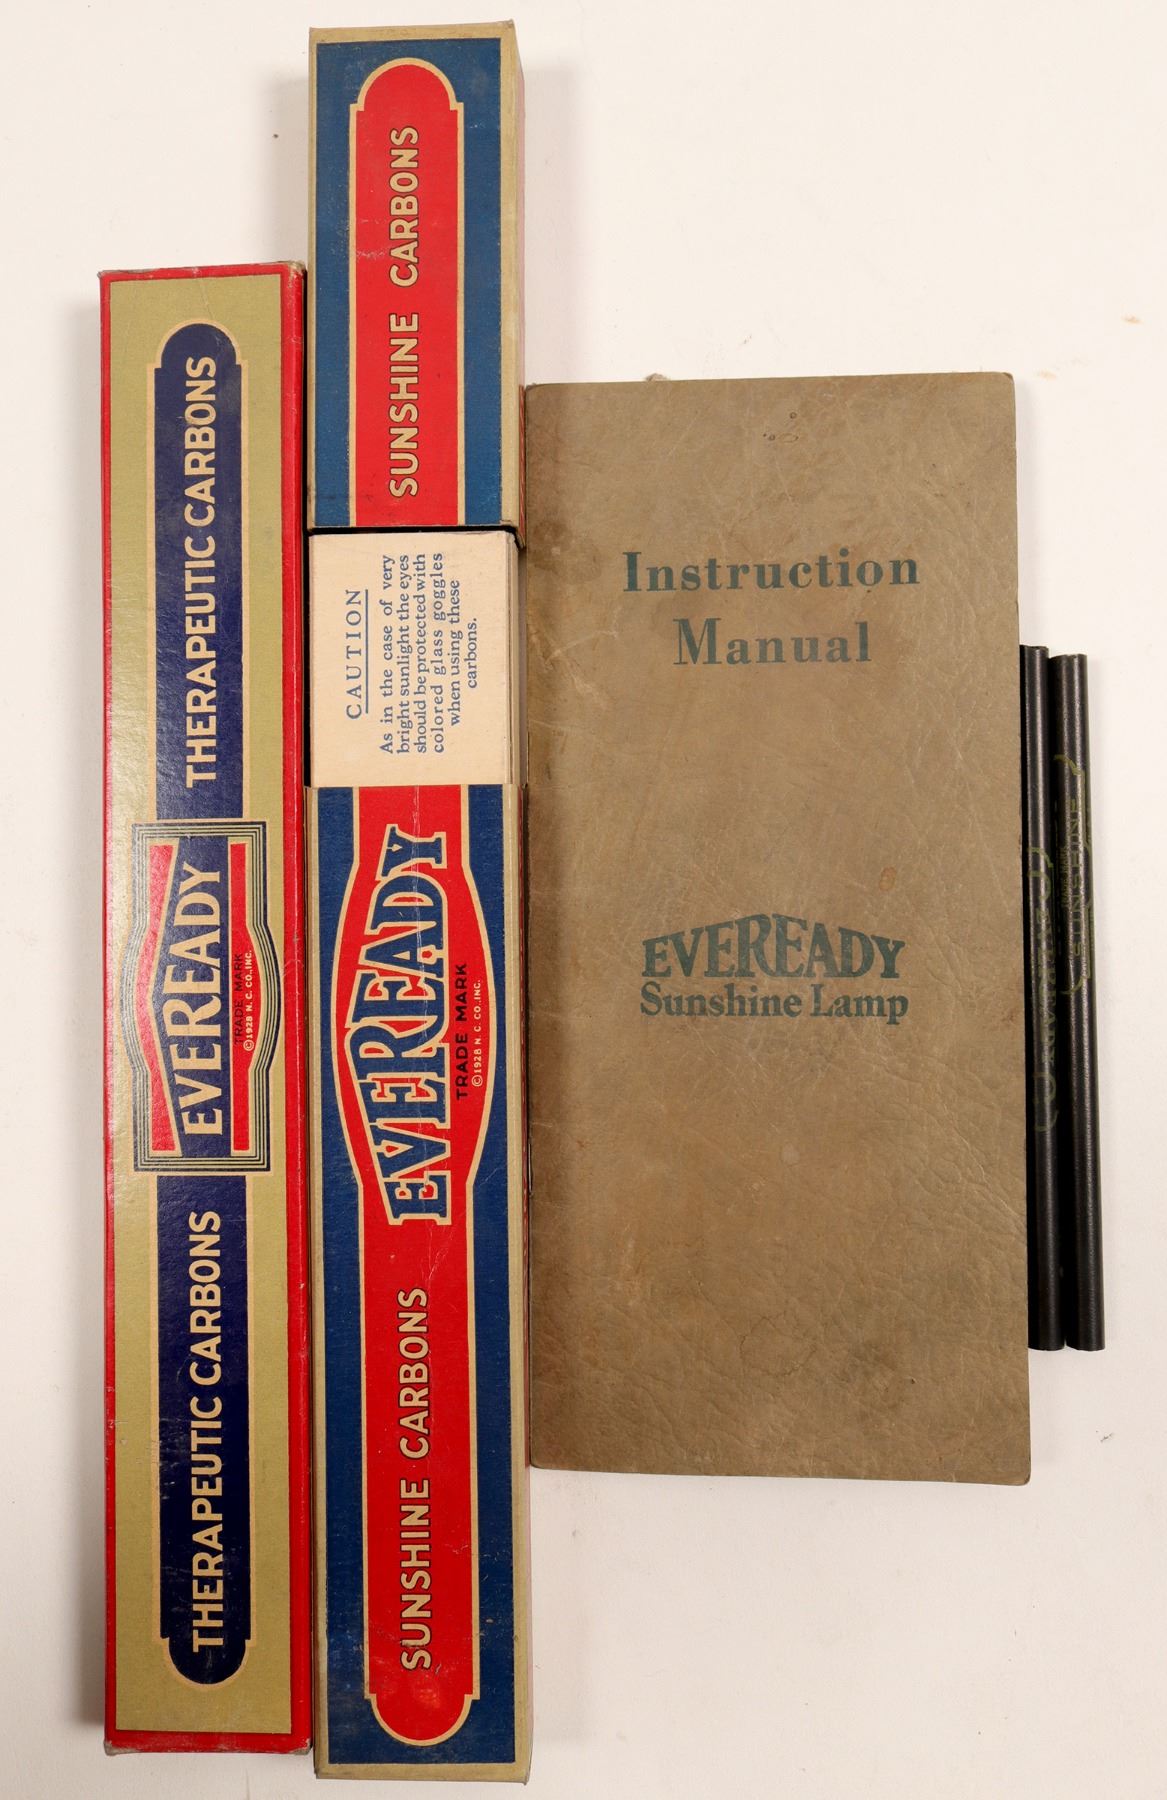 THERAPEUTIC CARBONS
EVEREADY
TRADE MARK
©1928 N. C. CO., INC.
THERAPEUTIC CARBONS
SUNSHINE CARBONS
EVEREADY
TRADE MARK
©1928 N. C. CO., INC.
CAUTION
As in the case of very
bright sunlight the eyes
should be protected with
colored glass goggles
when using these
carbons.
SUNSHINE CARBONS
Instruction
Manual
EVEREADY
Sunshine Lamp
SUNSHINE